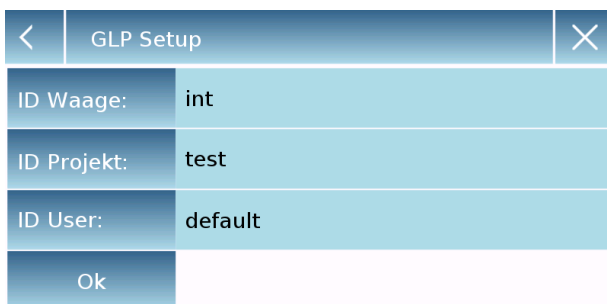 GLP Setup
ID Waage: int
ID Projekt: test
ID User: default
Ok